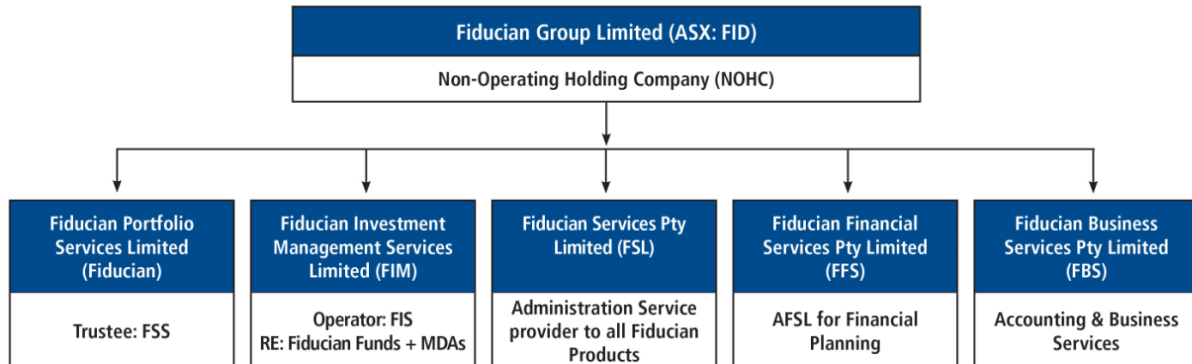 Fiducian Group Limited (ASX: FID)
Non-Operating Holding Company (NOHC)
Fiducian Portfolio
Services Limited
(Fiducian)
Trustee: FSS
Fiducian Investment
Management Services
Limited (FIM)
Operator: FIS
RE: Fiducian Funds + MDAs
Fiducian Services Pty
Limited (FSL)
Administration Service
provider to all Fiducian
Products
Fiducian Financial
Services Pty Limited
(FFS)
AFSL for Financial
Planning
Fiducian Business
Services Pty Limited
(FBS)
Accounting & Business
Services